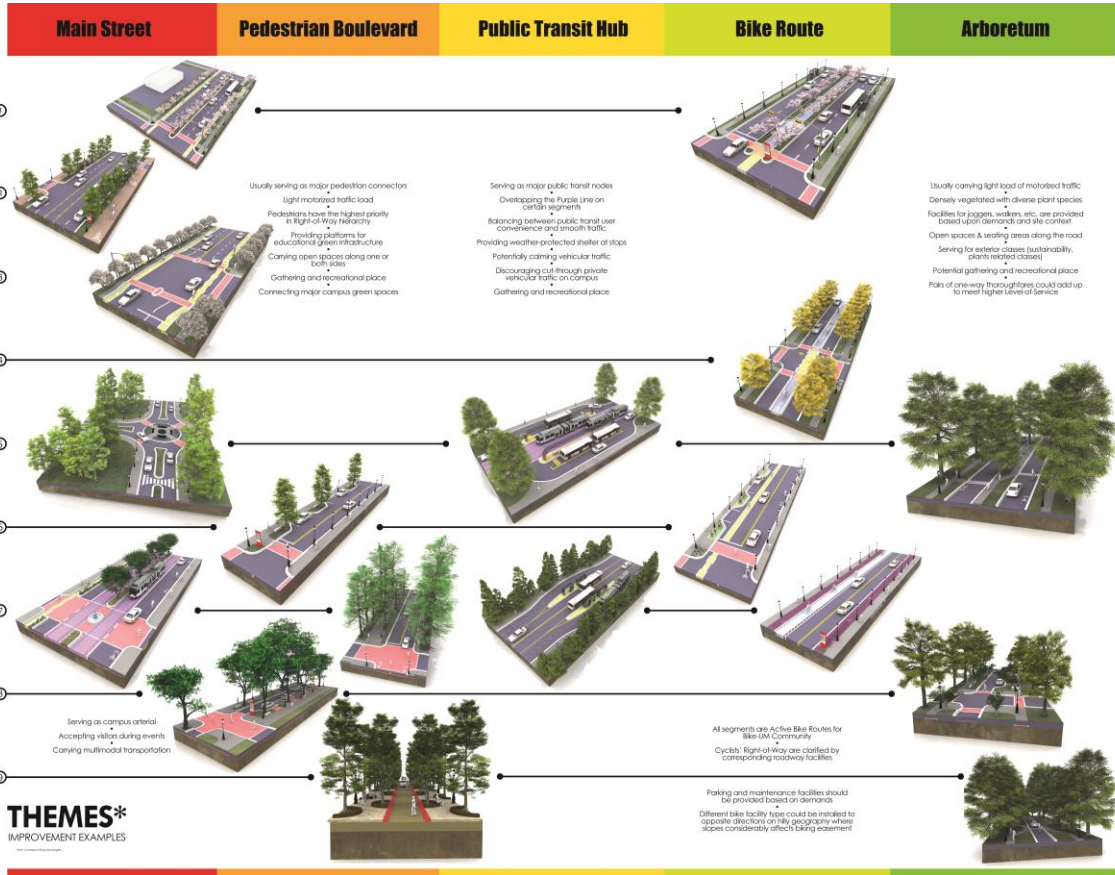 Main Street
Pedestrian Boulevard
Public Transit Hub
Bike Route
Arboretum
Usually serving as major pedestrian connectors
Light motorized traffic load
Pedestrians have the highest priority
in Right-of-Way hierarchy
Providing platforms for
educational green infrastructure
Carrying open spaces along one or
both sides
Gathering and recreational place
Connecting major campus green spaces
Serving as major public transit nodes
Overlapping the Purple Line on
certain segments
Balancing between public transit user
convenience and smooth traffic
Providing weather-protected shelter at stops
Potentially calming vehicular traffic
Discouraging cut-through private
vehicular traffic on campus
Gathering and recreational place
Usually carrying light load of motorized traffic
Densely vegetated with diverse plant species
Facilities for joggers, walkers, etc. are provided
based upon demands and site context
Open spaces & seating areas along the road
Serving for exterior classes (sustainability,
plants related classes)
Potential gathering and recreational place
Pairs of one-way thoroughfares could add up
to meet higher Level-of-Service
Serving as campus arterial
Accepting visitors during events
Carrying multimodal transportation
All segments are Active Bike Routes for
Bike-UM Community
Cyclists' Right-of-Way are clarified by
corresponding roadway facilities
Parking and maintenance facilities should
be provided based on demands
Different bike facility type could be installed to
opposite directions on hilly geography where
slopes considerably affects biking easement
THEMES*
IMPROVEMENT EXAMPLES